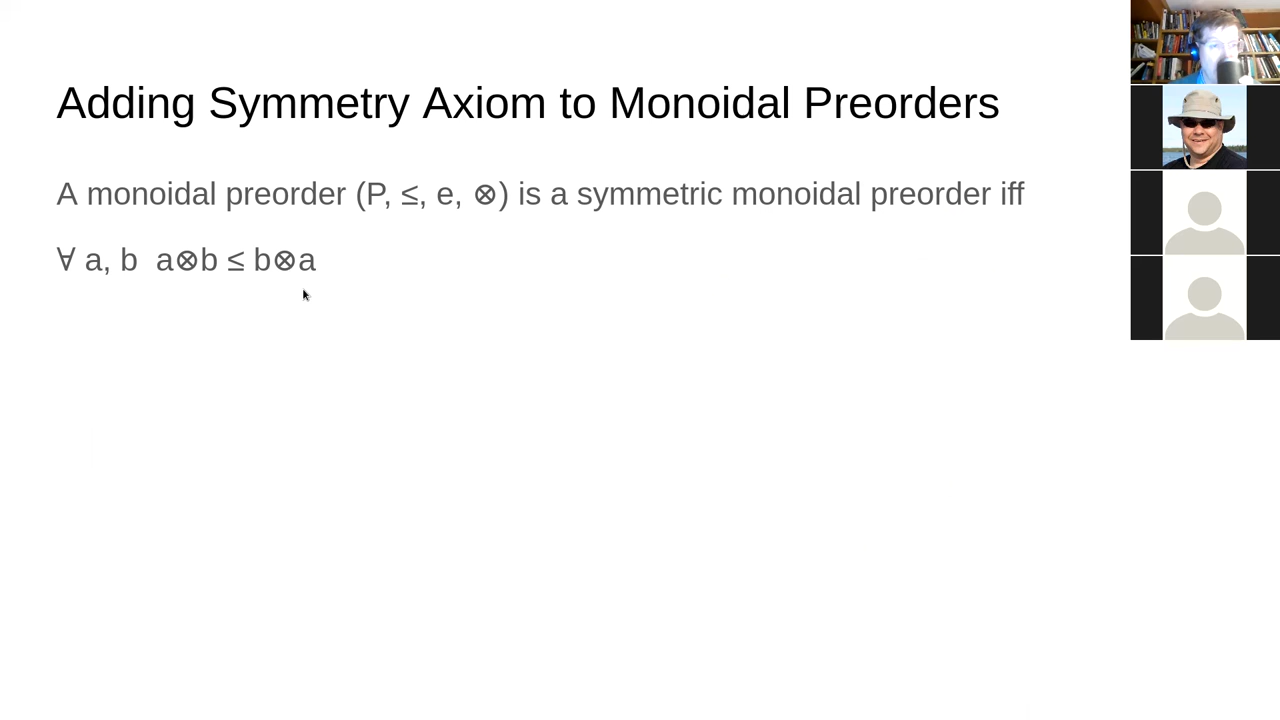 Adding Symmetry Axiom to Monoidal Preorders
A monoidal preorder (P, ≤, e, ⊗) is a symmetric monoidal preorder iff
∀ a, b  a⊗b ≤ b⊗a